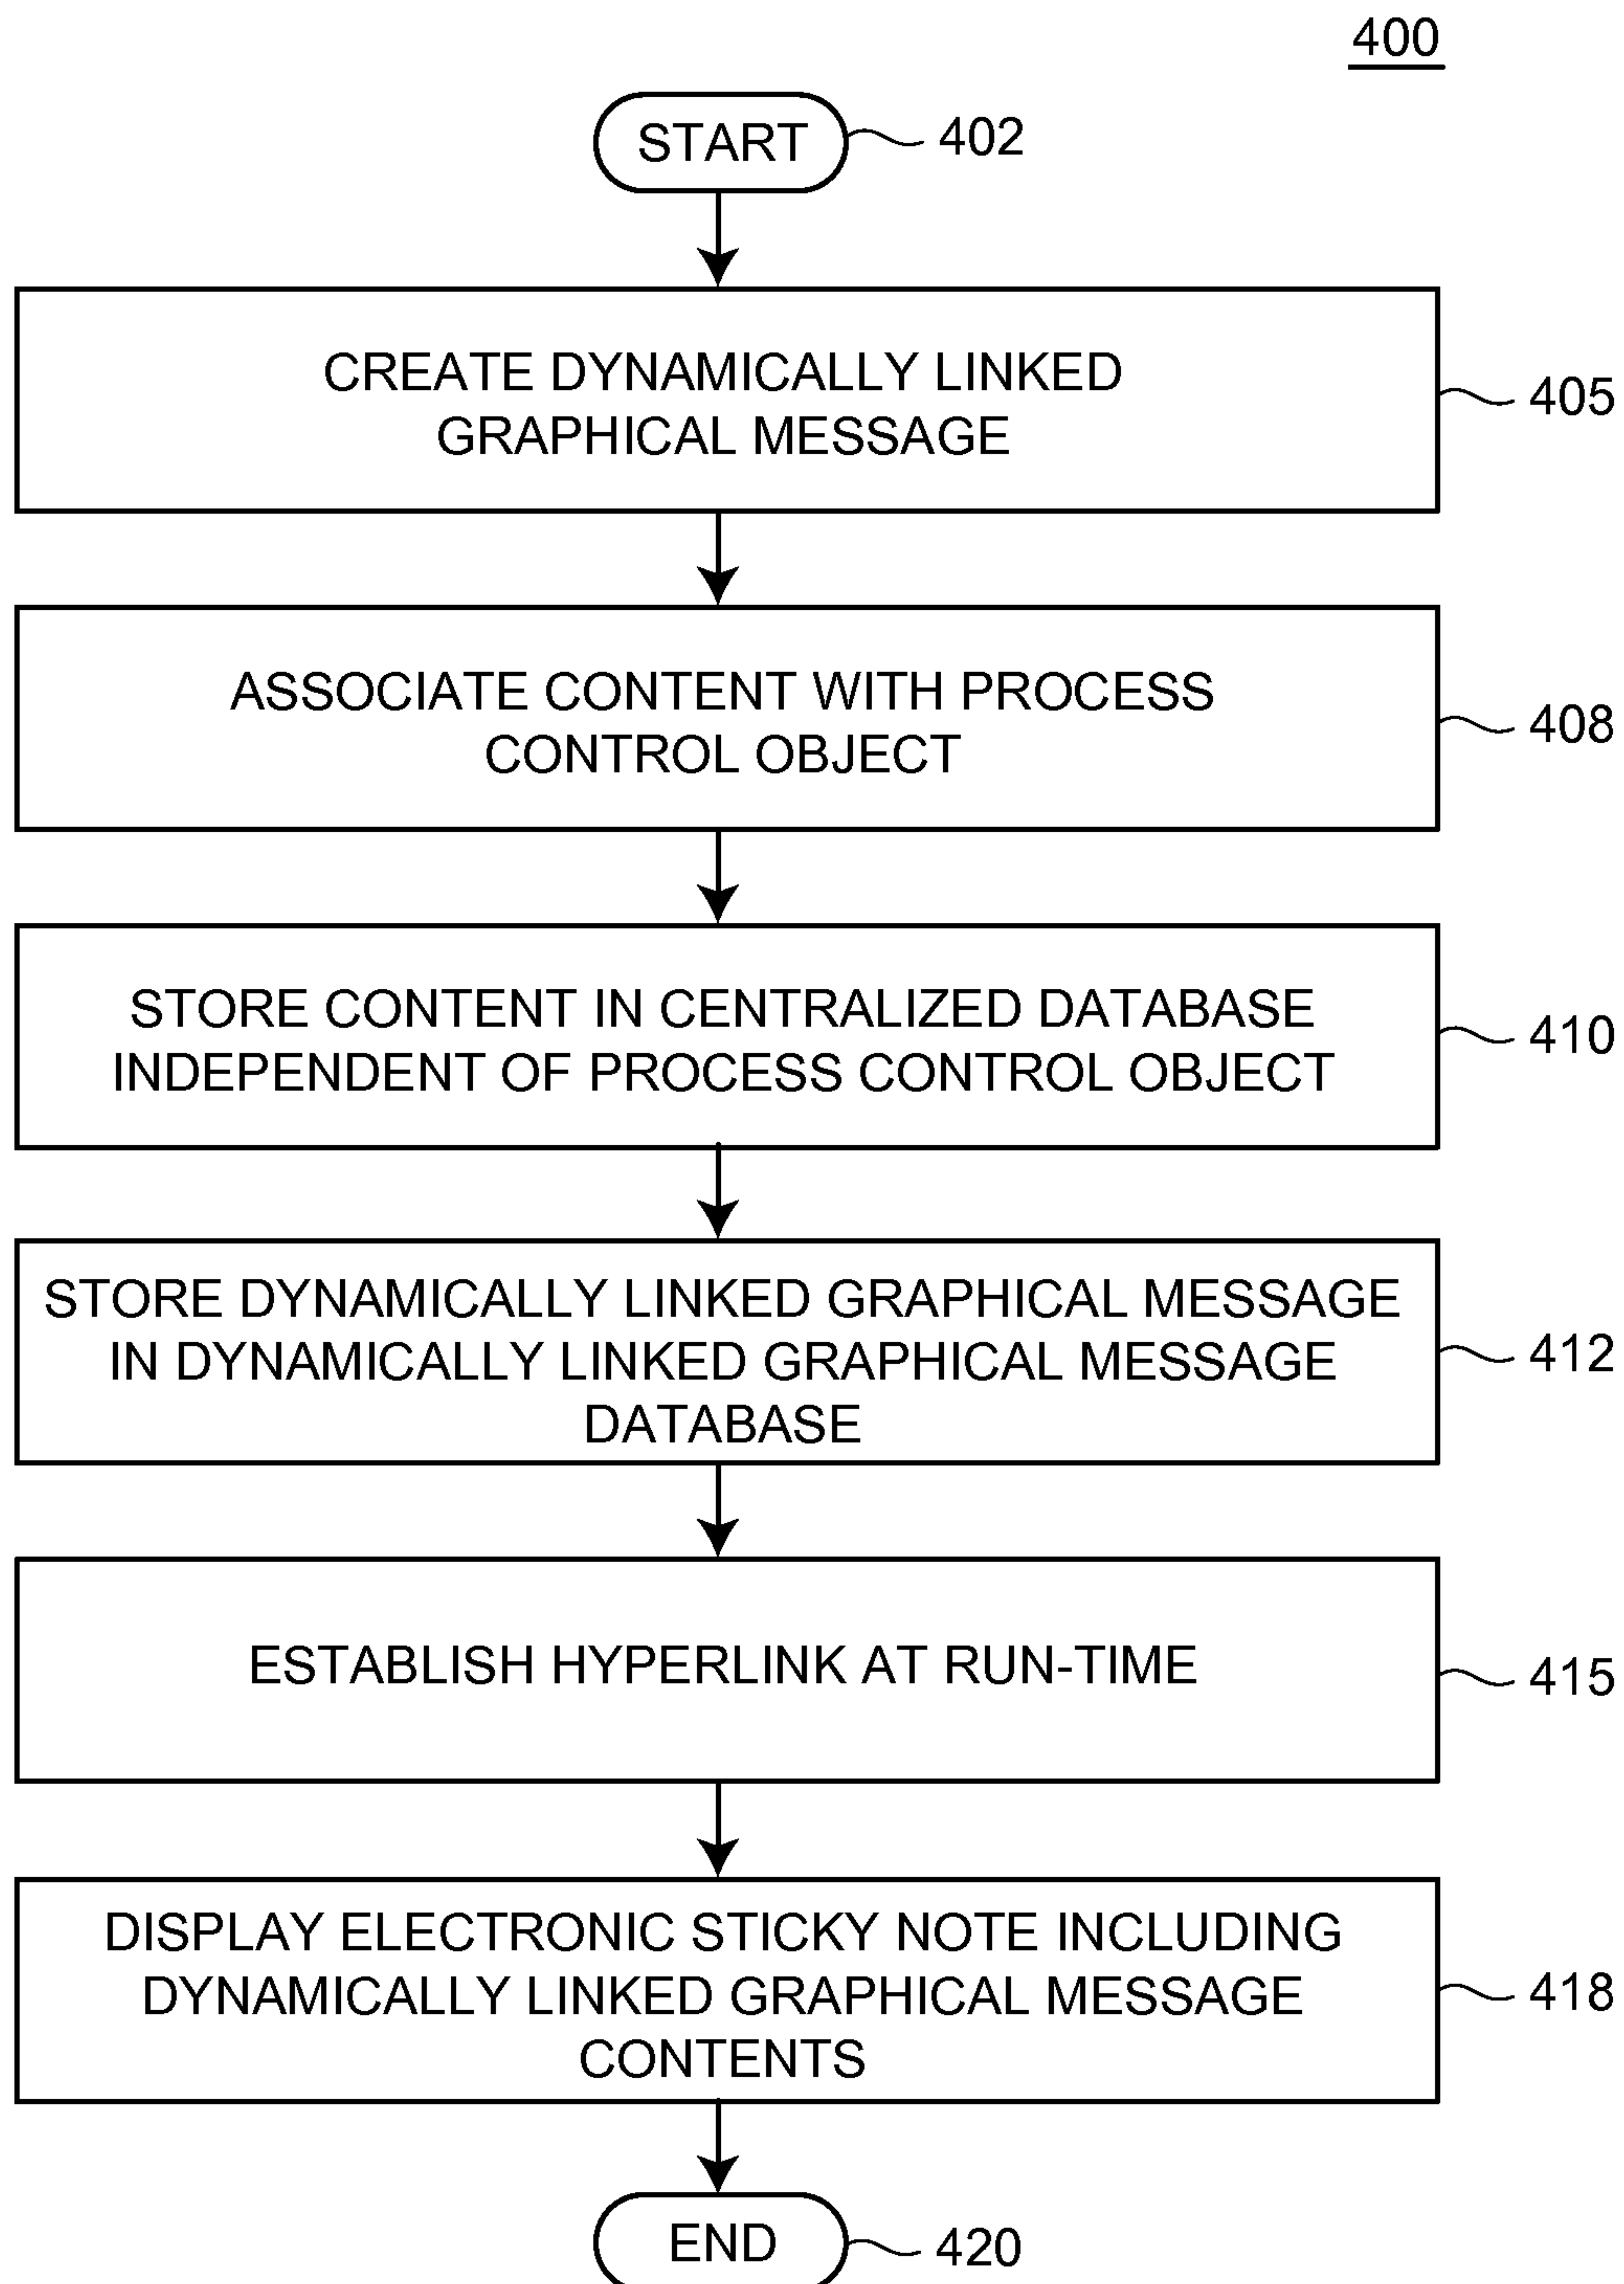 400
START
402
CREATE DYNAMICALLY LINKED
GRAPHICAL MESSAGE
405
ASSOCIATE CONTENT WITH PROCESS
CONTROL OBJECT
408
STORE CONTENT IN CENTRALIZED DATABASE
INDEPENDENT OF PROCESS CONTROL OBJECT
410
STORE DYNAMICALLY LINKED GRAPHICAL MESSAGE
IN DYNAMICALLY LINKED GRAPHICAL MESSAGE
DATABASE
412
ESTABLISH HYPERLINK AT RUN-TIME
415
DISPLAY ELECTRONIC STICKY NOTE INCLUDING
DYNAMICALLY LINKED GRAPHICAL MESSAGE
CONTENTS
418
END
420